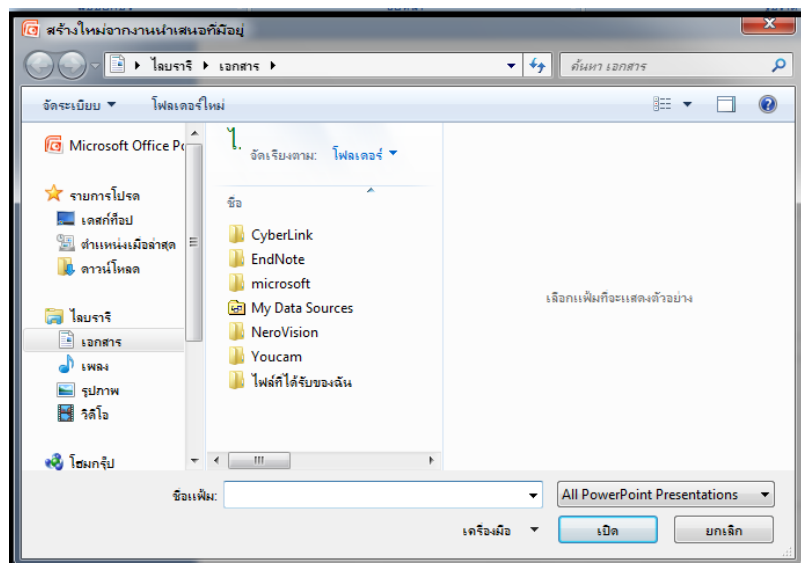 สร้างใหม่จากงานนำเสนอที่มีอยู่
ไลบรารี ▸ เอกสาร ▸
ค้นหา เอกสาร
จัดระเบียบ
โฟลเดอร์ใหม่
Microsoft Office Po
ไ.
จัดเรียงตาม: โฟลเดอร์
รายการโปรด
เดสก์ท็อป
ตำแหน่งเมื่อล่าสุด
ดาวน์โหลด
ไลบรารี
เอกสาร
เพลง
รูปภาพ
วิดีโอ
โฮมกรุ๊ป
ชื่อ
CyberLink
EndNote
microsoft
My Data Sources
NeroVision
Youcam
ไฟล์ที่ได้รับของฉัน
เลือกแฟ้มที่จะแสดงตัวอย่าง
ชื่อแฟ้ม:
All PowerPoint Presentations
เครื่องมือ
เปิด
ยกเลิก